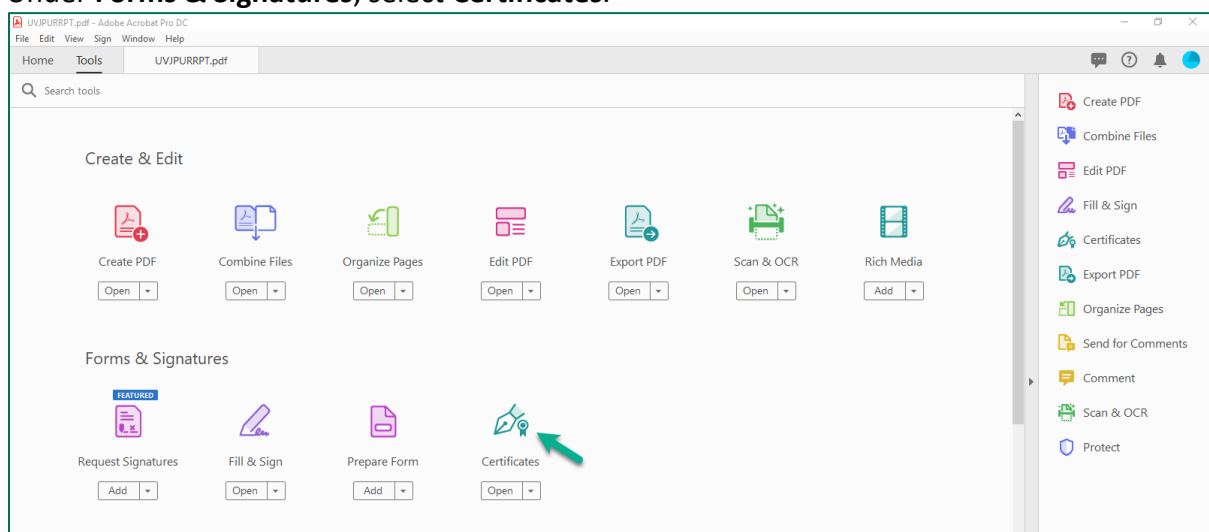 Under Forms & Signatures, select Certificates.
UVJPURRPT.pdf - Adobe Acrobat Pro DC
File Edit View Sign Window Help
Home Tools UVJPURRPT.pdf
Search tools
Create & Edit
Create PDF Combine Files Organize Pages Edit PDF Export PDF Scan & OCR Rich Media
Open Open Open Open Open Open Add
Forms & Signatures
FEATURED
Request Signatures Fill & Sign Prepare Form Certificates
Add Open Add Open
Create PDF
Combine Files
Edit PDF
Fill & Sign
Certificates
Export PDF
Organize Pages
Send for Comments
Comment
Scan & OCR
Protect